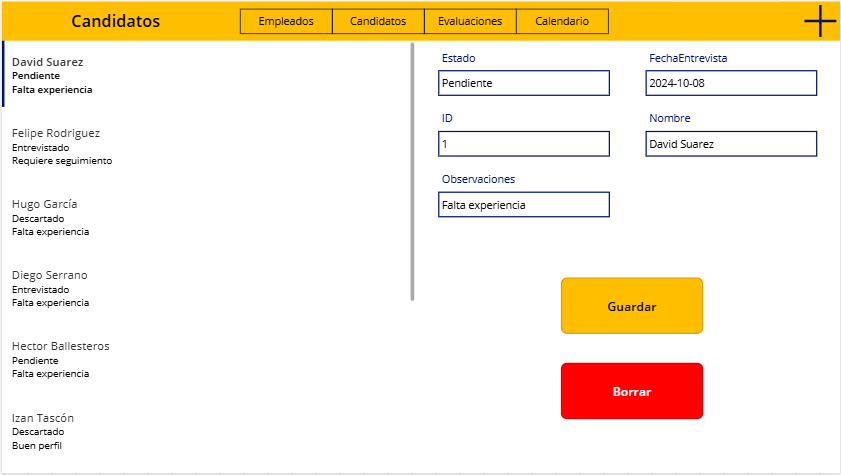 Candidatos
Empleados
Candidatos
Evaluaciones
Calendario
David Suarez
Pendiente
Falta experiencia
Felipe Rodriguez
Entrevistado
Requiere seguimiento
Hugo García
Descartado
Falta experiencia
Diego Serrano
Entrevistado
Falta experiencia
Hector Ballesteros
Pendiente
Falta experiencia
Izan Tascón
Descartado
Buen perfil
Estado
Pendiente
FechaEntrevista
2024-10-08
ID
1
Nombre
David Suarez
Observaciones
Falta experiencia
Guardar
Borrar